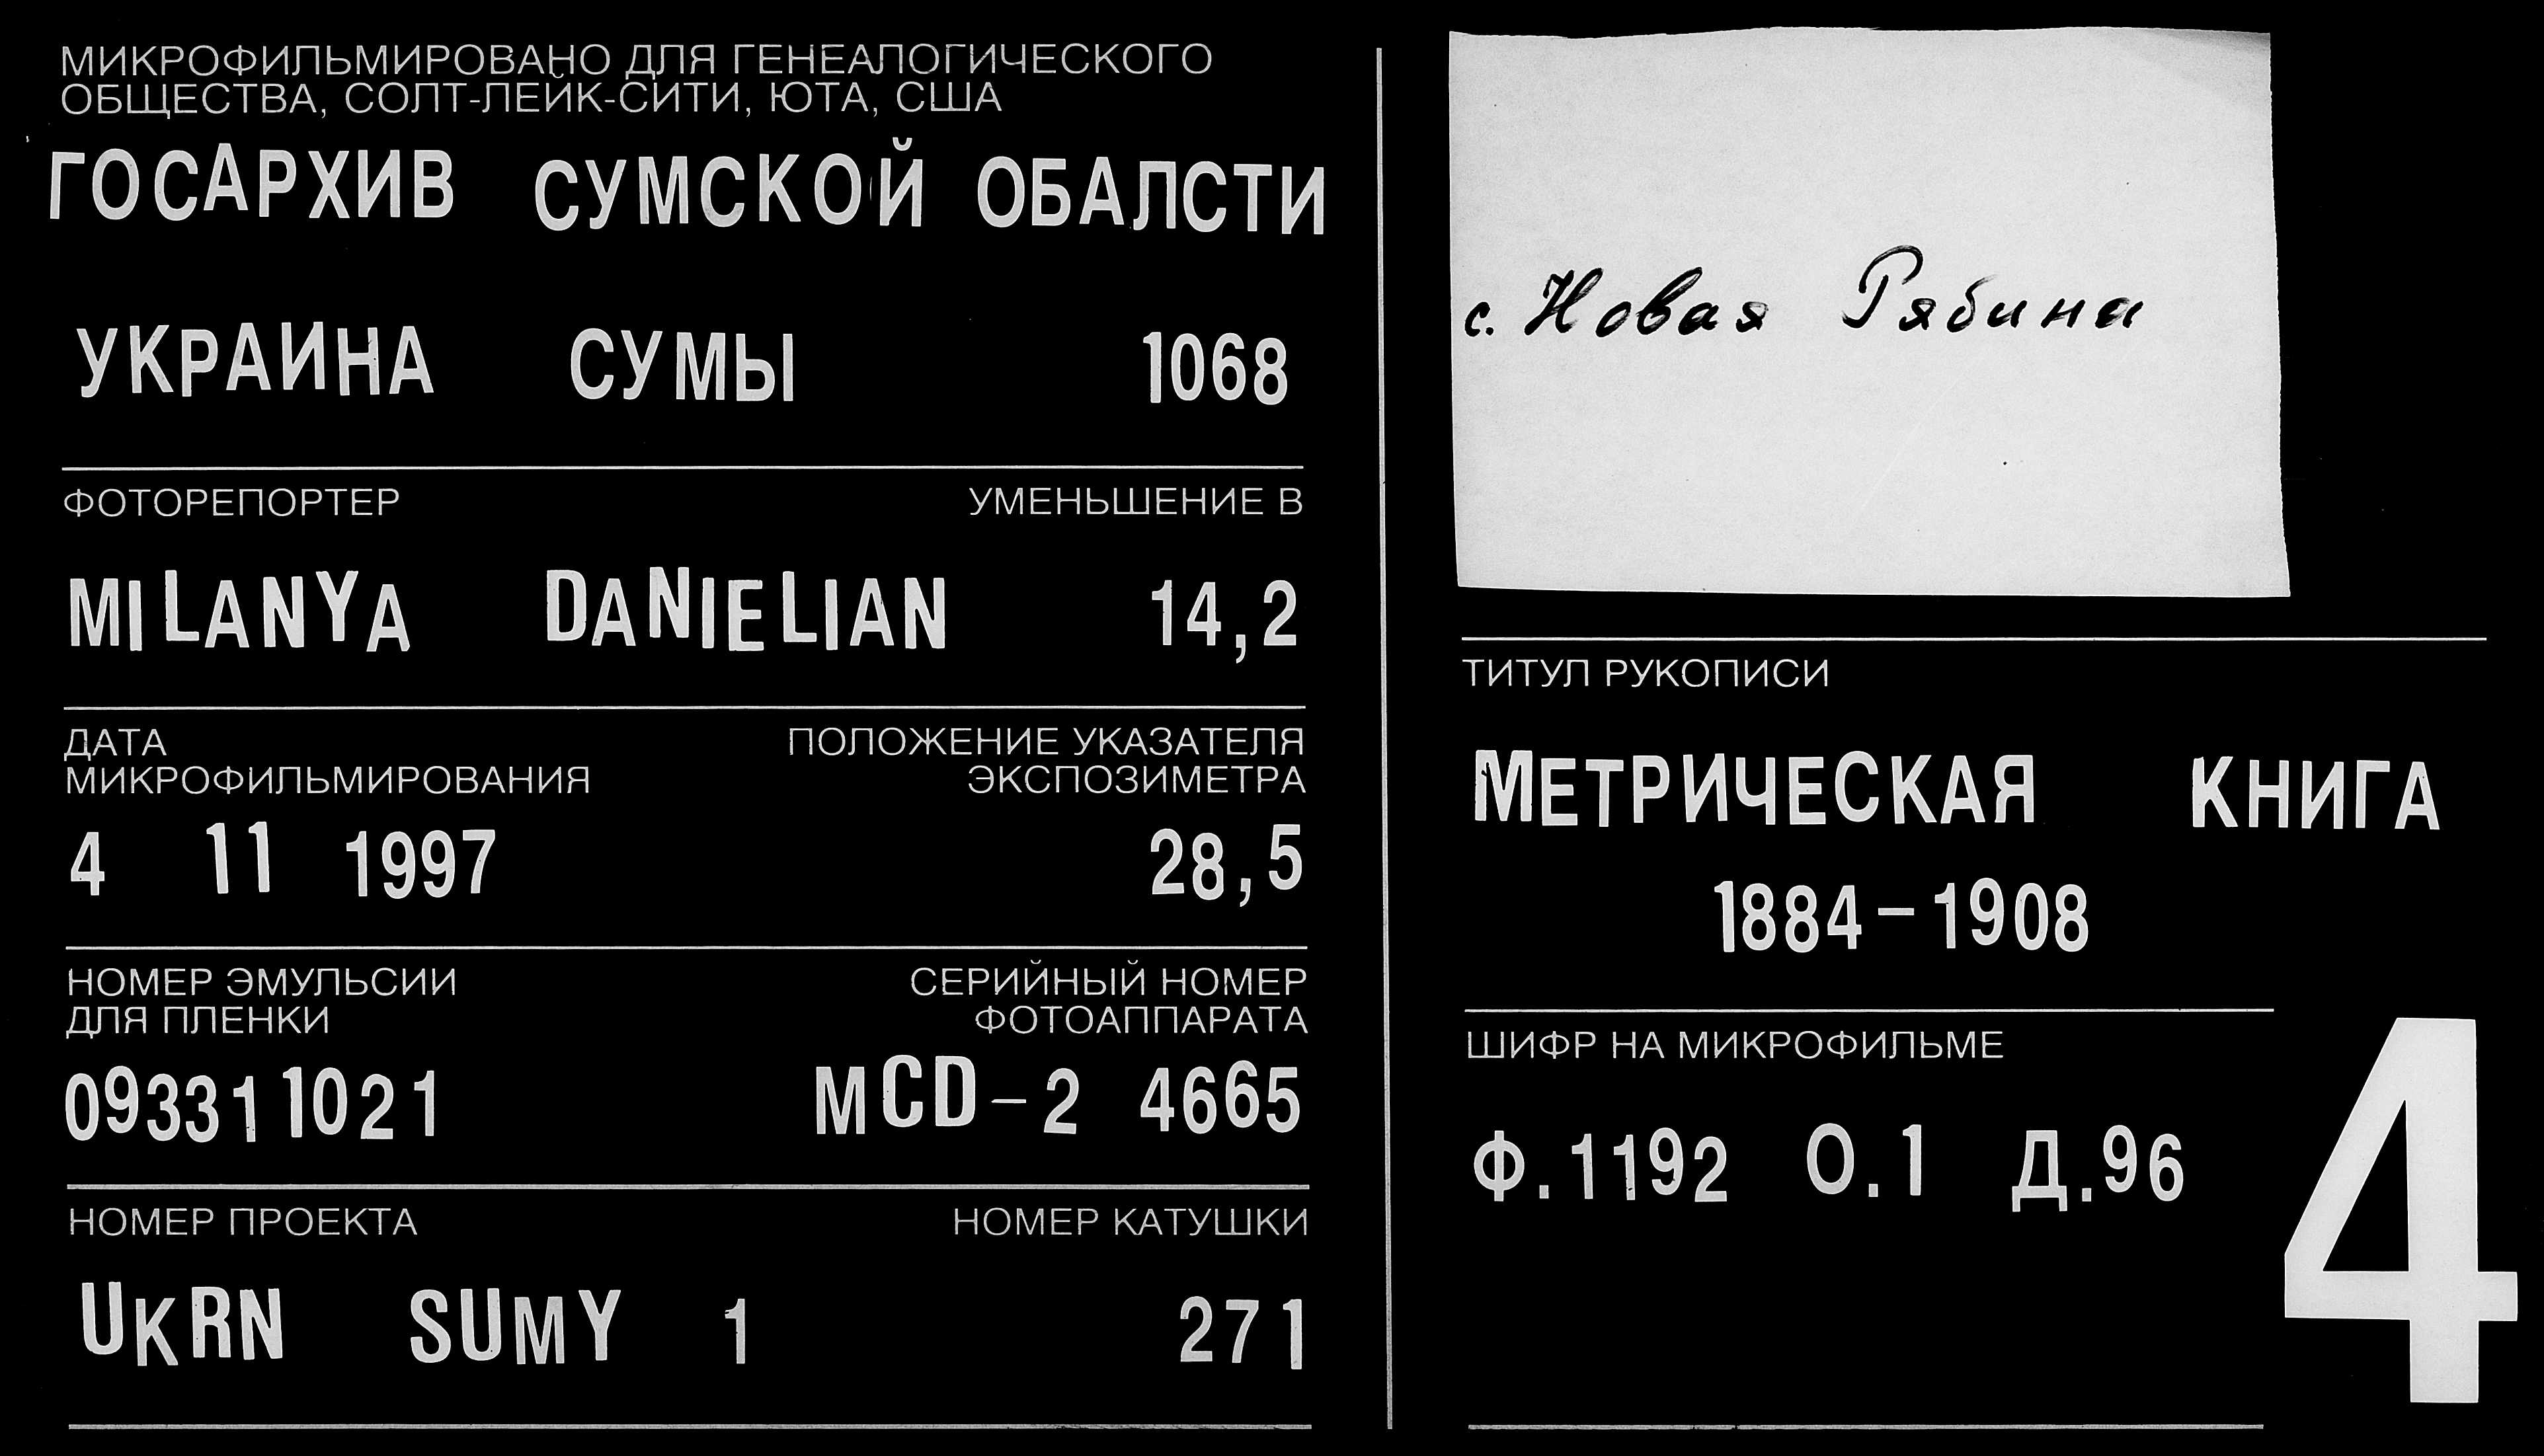 МИКРОФИЛЬМИРОВАНО ДЛЯ ГЕНЕАЛОГИЧЕСКОГО
ОБЩЕСТВА, СОЛТ-ЛЕЙК-СИТИ, ЮТА, США
ГОСАРХИВ СУМСКОЙ ОБАЛСТИ
УКРАИНА СУМЫ 1068
ФОТОРЕПОРТЕР УМЕНЬШЕНИЕ В
MILANYA DANIELIAN 14,2
ДАТА ПОЛОЖЕНИЕ УКАЗАТЕЛЯ
МИКРОФИЛЬМИРОВАНИЯ ЭКСПОЗИМЕТРА
4 11 1997 28,5
НОМЕР ЭМУЛЬСИИ СЕРИЙНЫЙ НОМЕР
ДЛЯ ПЛЕНКИ ФОТОАППАРАТА
093311021 MCD-2 4665
НОМЕР ПРОЕКТА НОМЕР КАТУШКИ
UKRN SUMY 1 271
с. Новая Рябина
ТИТУЛ РУКОПИСИ
МЕТРИЧЕСКАЯ КНИГА
1884-1908
ШИФР НА МИКРОФИЛЬМЕ
Ф.1192 О.1 Д.96
4